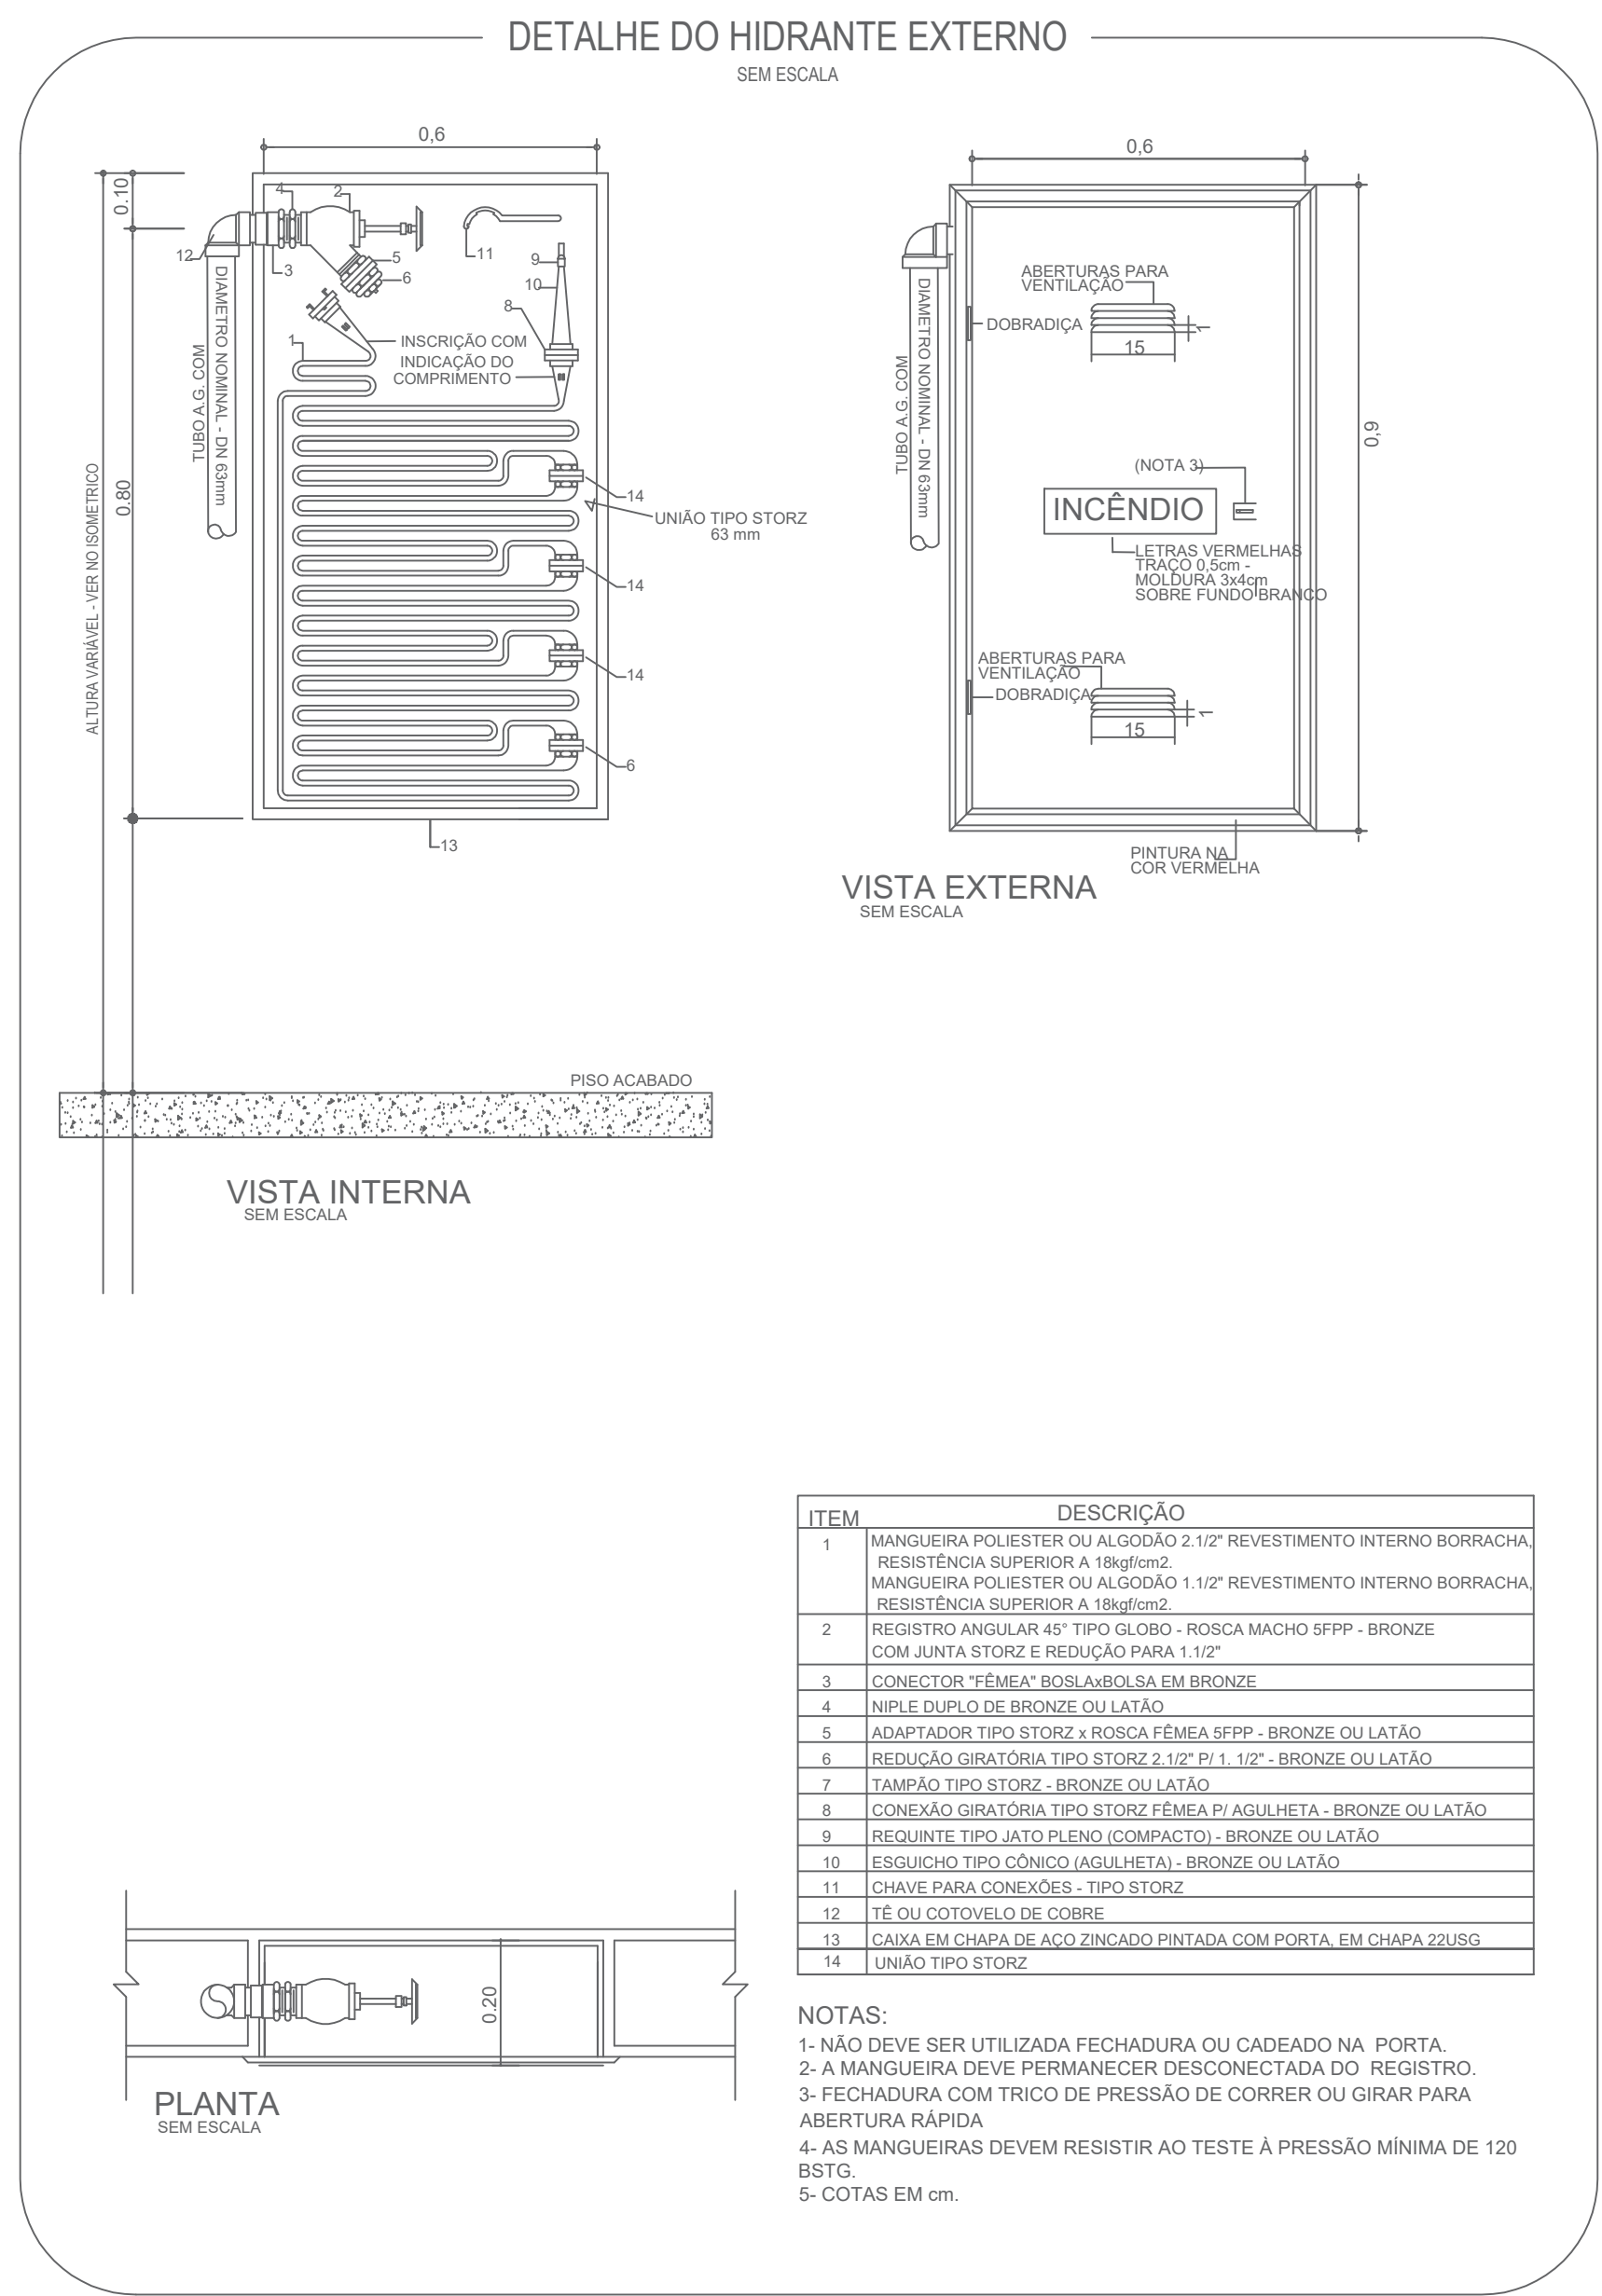 DETALHE DO HIDRANTE EXTERNO
SEM ESCALA
0,6
0.10
4
2
12
3
5
6
11
9
10
8
1
INSCRIÇÃO COM
INDICAÇÃO DO
COMPRIMENTO
TUBO A.G. COM
DIAMETRO NOMINAL - DN 63mm
ALTURA VARIÁVEL - VER NO ISOMETRICO
0.80
14
UNIÃO TIPO STORZ
63 mm
14
14
6
13
PISO ACABADO
VISTA INTERNA
SEM ESCALA
0,6
ABERTURAS PARA
VENTILAÇÃO
DOBRADIÇA
1
15
TUBO A.G. COM
DIAMETRO NOMINAL - DN 63mm
0,9
(NOTA 3)
INCÊNDIO
LETRAS VERMELHAS
TRAÇO 0,5cm -
MOLDURA 3x4cm
SOBRE FUNDO BRANCO
ABERTURAS PARA
VENTILAÇÃO
DOBRADIÇA
1
15
PINTURA NA
COR VERMELHA
VISTA EXTERNA
SEM ESCALA
ITEM DESCRIÇÃO
1 MANGUEIRA POLIESTER OU ALGODÃO 2.1/2" REVESTIMENTO INTERNO BORRACHA,
RESISTÊNCIA SUPERIOR A 18kgf/cm2.
MANGUEIRA POLIESTER OU ALGODÃO 1.1/2" REVESTIMENTO INTERNO BORRACHA,
RESISTÊNCIA SUPERIOR A 18kgf/cm2.
2 REGISTRO ANGULAR 45° TIPO GLOBO - ROSCA MACHO 5FPP - BRONZE
COM JUNTA STORZ E REDUÇÃO PARA 1.1/2"
3 CONECTOR "FÊMEA" BOSLAxBOLSA EM BRONZE
4 NIPLE DUPLO DE BRONZE OU LATÃO
5 ADAPTADOR TIPO STORZ x ROSCA FÊMEA 5FPP - BRONZE OU LATÃO
6 REDUÇÃO GIRATÓRIA TIPO STORZ 2.1/2" P/ 1. 1/2" - BRONZE OU LATÃO
7 TAMPÃO TIPO STORZ - BRONZE OU LATÃO
8 CONEXÃO GIRATÓRIA TIPO STORZ FÊMEA P/ AGULHETA - BRONZE OU LATÃO
9 REQUINTE TIPO JATO PLENO (COMPACTO) - BRONZE OU LATÃO
10 ESGUICHO TIPO CÔNICO (AGULHETA) - BRONZE OU LATÃO
11 CHAVE PARA CONEXÕES - TIPO STORZ
12 TÊ OU COTOVELO DE COBRE
13 CAIXA EM CHAPA DE AÇO ZINCADO PINTADA COM PORTA, EM CHAPA 22USG
14 UNIÃO TIPO STORZ
0.20
PLANTA
SEM ESCALA
NOTAS:
1- NÃO DEVE SER UTILIZADA FECHADURA OU CADEADO NA PORTA.
2- A MANGUEIRA DEVE PERMANECER DESCONECTADA DO REGISTRO.
3- FECHADURA COM TRICO DE PRESSÃO DE CORRER OU GIRAR PARA
ABERTURA RÁPIDA
4- AS MANGUEIRAS DEVEM RESISTIR AO TESTE À PRESSÃO MÍNIMA DE 120
BSTG.
5- COTAS EM cm.